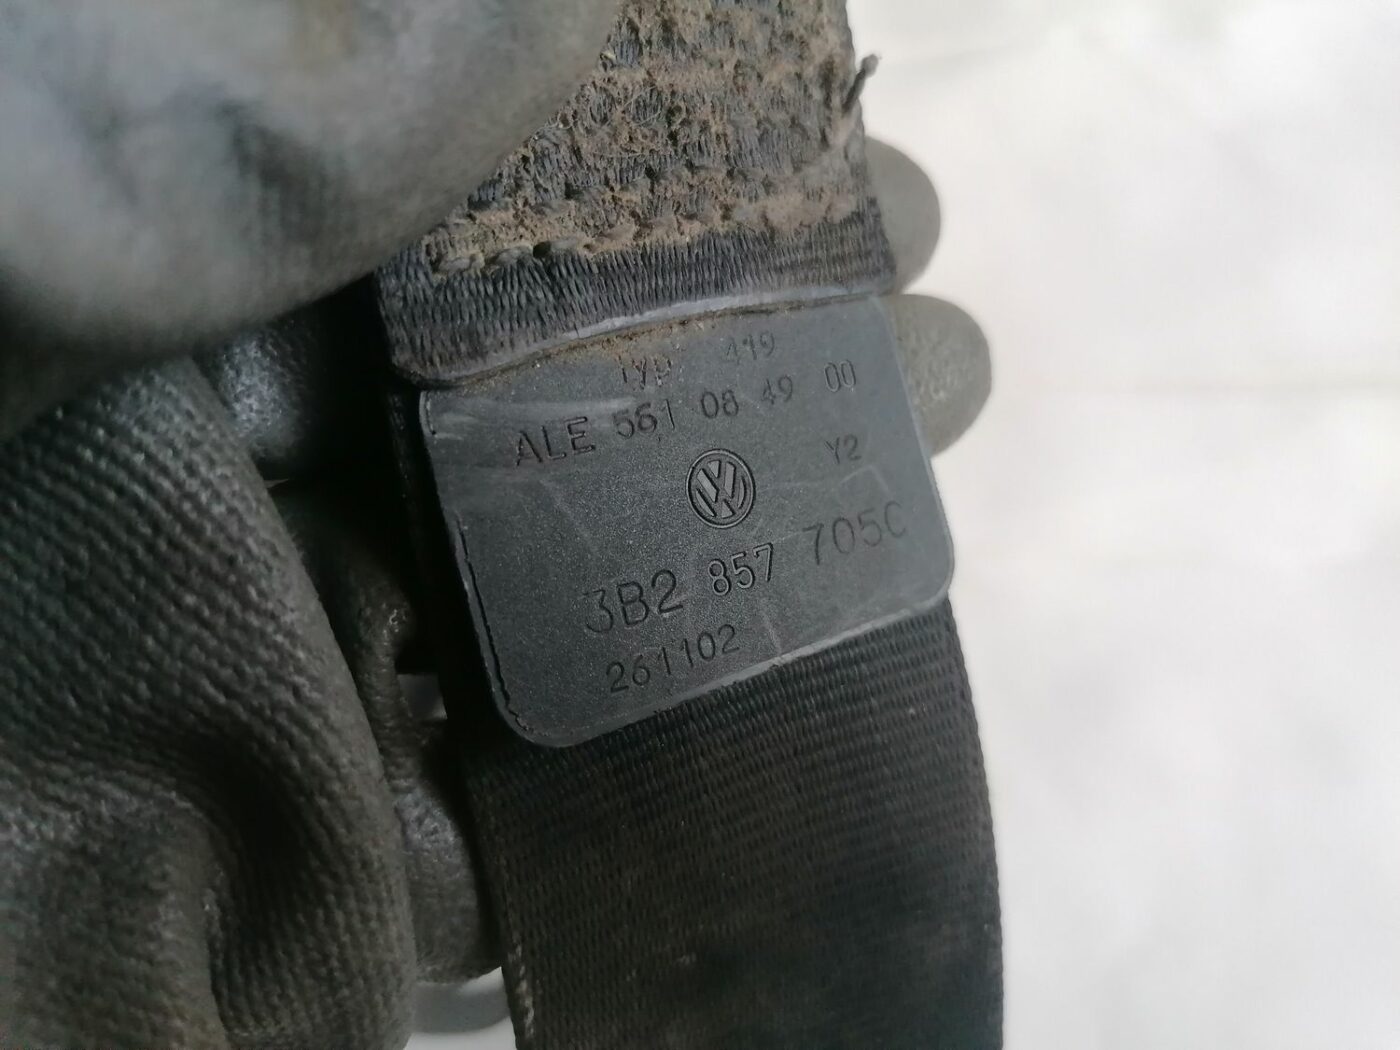 Typ 419
ALE 561 08 49 00
Y2
3B2 857 705C
261102